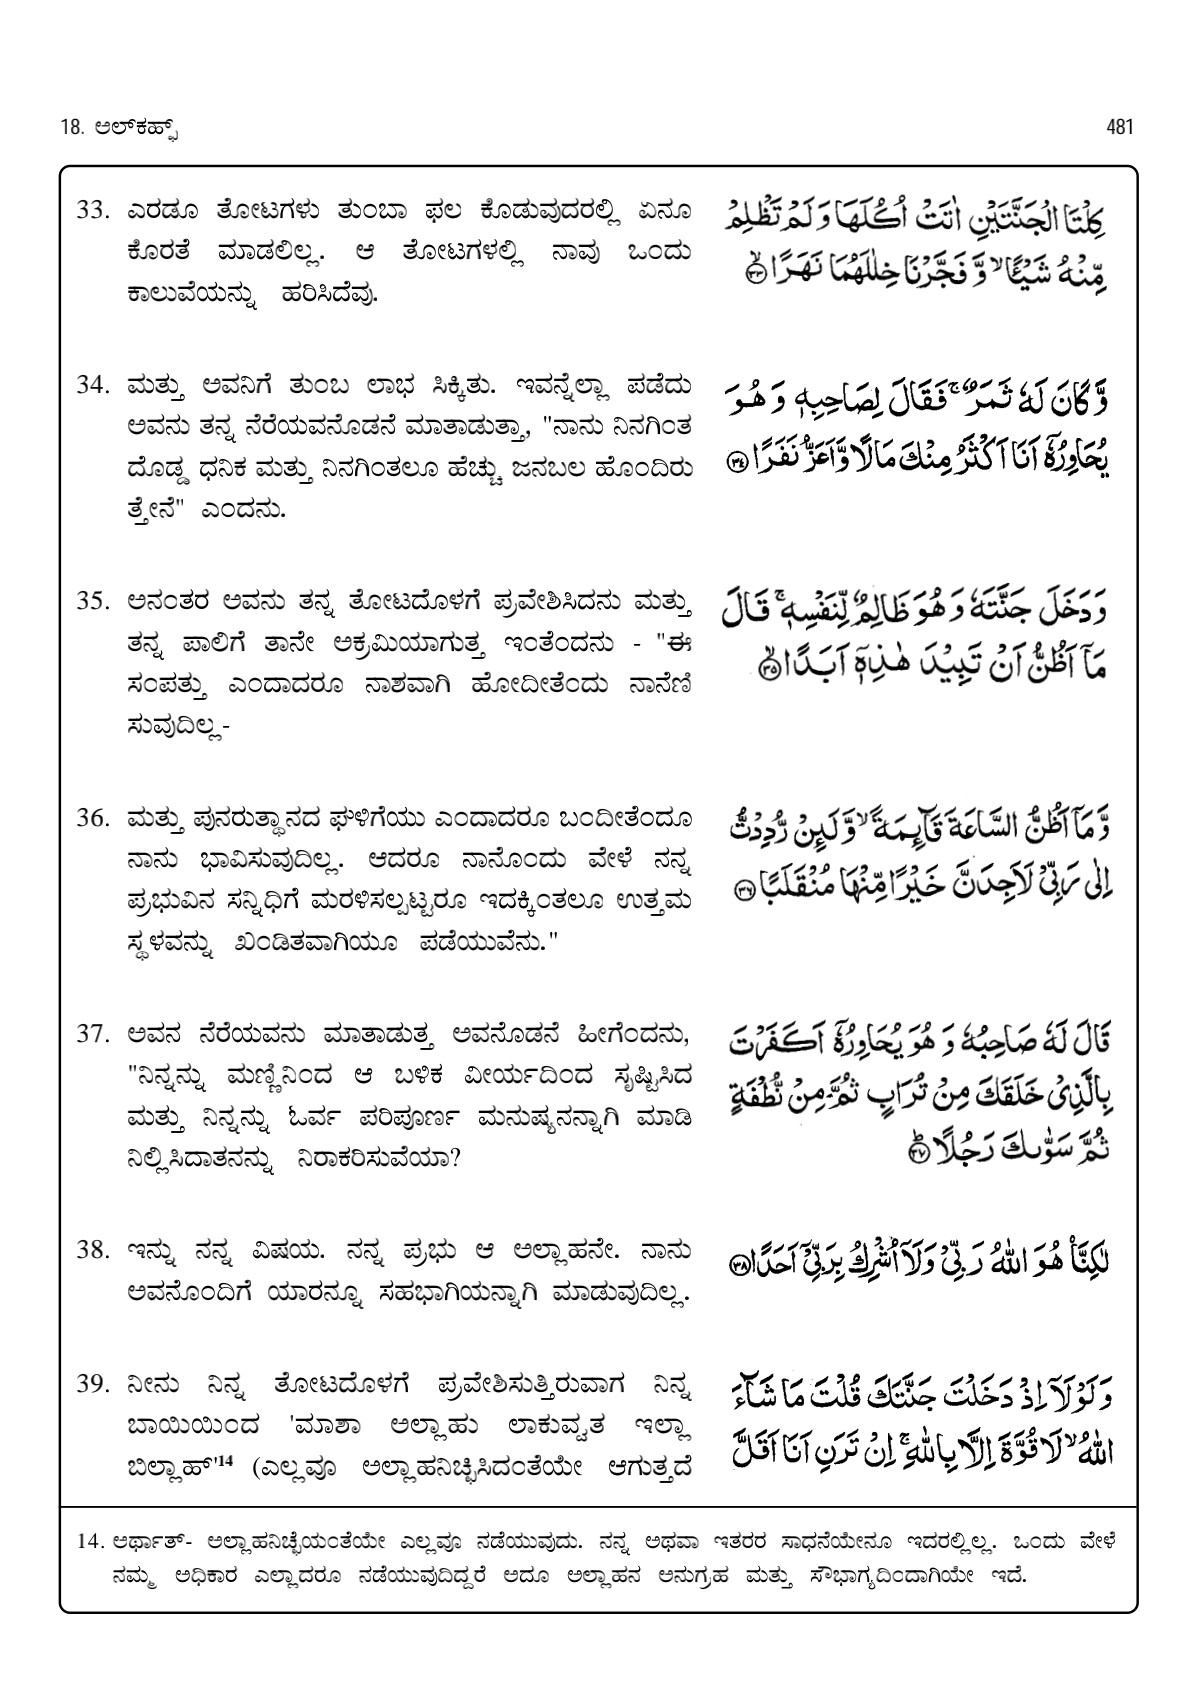 18. ಅಲ್‌ಕಹ್ಫ್
481
33. ಎರಡೂ ತೋಟಗಳು ತುಂಬಾ ಫಲ ಕೊಡುವುದರಲ್ಲಿ ಏನೂ
ಕೊರತೆ ಮಾಡಲಿಲ್ಲ. ಆ ತೋಟಗಳಲ್ಲಿ ನಾವು ಒಂದು
ಕಾಲುವೆಯನ್ನು ಹರಿಸಿದೆವು.
كِلْتَا الْجَنَّتَيْنِ اٰتَتْ اُكُلَهَا وَلَمْ تَظْلِمْ
مِّنْهُ شَيْـًٔا ۙ وَّ فَجَّرْنَا خِلٰلَهُمَا نَهَرًا ۙ۳۳
34. ಮತ್ತು ಅವನಿಗೆ ತುಂಬ ಲಾಭ ಸಿಕ್ಕಿತು. ಇವನ್ನೆಲ್ಲಾ ಪಡೆದು
ಅವನು ತನ್ನ ನೆರೆಯವನೊಡನೆ ಮಾತಾಡುತ್ತಾ, "ನಾನು ನಿನಗಿಂತ
ದೊಡ್ಡ ಧನಿಕ ಮತ್ತು ನಿನಗಿಂತಲೂ ಹೆಚ್ಚು ಜನಬಲ ಹೊಂದಿರು
ತ್ತೇನೆ" ಎಂದನು.
وَّ كَانَ لَهٗ ثَمَرٌ ۚ فَقَالَ لِصَاحِبِهٖ وَ هُوَ
يُحَاوِرُهٗۤ اَنَا اَكْثَرُ مِنْكَ مَالًا وَّ اَعَزُّ نَفَرًا ۳۴
35. ಅನಂತರ ಅವನು ತನ್ನ ತೋಟದೊಳಗೆ ಪ್ರವೇಶಿಸಿದನು ಮತ್ತು
ತನ್ನ ಪಾಲಿಗೆ ತಾನೇ ಅಕ್ರಮಿಯಾಗುತ್ತ ಇಂತೆಂದನು - "ಈ
ಸಂಪತ್ತು ಎಂದಾದರೂ ನಾಶವಾಗಿ ಹೋದೀತೆಂದು ನಾನೆಣಿ
ಸುವುದಿಲ್ಲ-
وَ دَخَلَ جَنَّتَهٗ وَ هُوَ ظَالِمٌ لِّنَفْسِهٖ ۚ قَالَ
مَاۤ اَظُنُّ اَنْ تَبِيْدَ هٰذِهٖۤ اَبَدًا ۙ۳۵
36. ಮತ್ತು ಪುನರುತ್ಥಾನದ ಘಳಿಗೆಯು ಎಂದಾದರೂ ಬಂದೀತೆಂದೂ
ನಾನು ಭಾವಿಸುವುದಿಲ್ಲ. ಆದರೂ ನಾನೊಂದು ವೇಳೆ ನನ್ನ
ಪ್ರಭುವಿನ ಸನ್ನಿಧಿಗೆ ಮರಳಿಸಲ್ಪಟ್ಟರೂ ಇದಕ್ಕಿಂತಲೂ ಉತ್ತಮ
ಸ್ಥಳವನ್ನು ಖಂಡಿತವಾಗಿಯೂ ಪಡೆಯುವೆನು."
وَّ مَاۤ اَظُنُّ السَّاعَةَ قَآىِٕمَةً ۙ وَّ لَىِٕنْ رُّدِدْتُّ
اِلٰى رَبِّيْ لَاَجِدَنَّ خَيْرًا مِّنْهَا مُنْقَلَبًا ۳۶
37. ಅವನ ನೆರೆಯವನು ಮಾತಾಡುತ್ತ ಅವನೊಡನೆ ಹೀಗೆಂದನು,
"ನಿನ್ನನ್ನು ಮಣ್ಣಿನಿಂದ ಆ ಬಳಿಕ ವೀರ್ಯದಿಂದ ಸೃಷ್ಟಿಸಿದ
ಮತ್ತು ನಿನ್ನನ್ನು ಓರ್ವ ಪರಿಪೂರ್ಣ ಮನುಷ್ಯನನ್ನಾಗಿ ಮಾಡಿ
ನಿಲ್ಲಿಸಿದಾತನನ್ನು ನಿರಾಕರಿಸುವೆಯಾ?
قَالَ لَهٗ صَاحِبُهٗ وَ هُوَ يُحَاوِرُهٗۤ اَكَفَرْتَ
بِالَّذِيْ خَلَقَكَ مِنْ تُرَابٍ ثُمَّ مِنْ نُّطْفَةٍ
ثُمَّ سَوّٰىكَ رَجُلًا ؕ۳۷
38. ಇನ್ನು ನನ್ನ ವಿಷಯ. ನನ್ನ ಪ್ರಭು ಆ ಅಲ್ಲಾಹನೇ. ನಾನು
ಅವನೊಂದಿಗೆ ಯಾರನ್ನೂ ಸಹಭಾಗಿಯನ್ನಾಗಿ ಮಾಡುವುದಿಲ್ಲ.
لٰكِنَّا۠ هُوَ اللّٰهُ رَبِّيْ وَ لَاۤ اُشْرِكُ بِرَبِّيْۤ اَحَدًا ۳۸
39. ನೀನು ನಿನ್ನ ತೋಟದೊಳಗೆ ಪ್ರವೇಶಿಸುತ್ತಿರುವಾಗ ನಿನ್ನ
ಬಾಯಿಯಿಂದ 'ಮಾಶಾ ಅಲ್ಲಾಹು ಲಾಕುವ್ವತ ಇಲ್ಲಾ
ಬಿಲ್ಲಾಹ್'¹⁴ (ಎಲ್ಲವೂ ಅಲ್ಲಾಹನಿಚ್ಛಿಸಿದಂತೆಯೇ ಆಗುತ್ತದೆ
وَ لَوْ لَاۤ اِذْ دَخَلْتَ جَنَّتَكَ قُلْتَ مَا شَآءَ
اللّٰهُ ۙ لَا قُوَّةَ اِلَّا بِاللّٰهِ ۚ اِنْ تَرَنِ اَنَا اَقَلَّ
14. ಅರ್ಥಾತ್- ಅಲ್ಲಾಹನಿಚ್ಛೆಯಂತೆಯೇ ಎಲ್ಲವೂ ನಡೆಯುವುದು. ನನ್ನ ಅಥವಾ ಇತರರ ಸಾಧನೆಯೇನೂ ಇದರಲ್ಲಿಲ್ಲ. ಒಂದು ವೇಳೆ
ನಮ್ಮ ಅಧಿಕಾರ ಎಲ್ಲಾದರೂ ನಡೆಯುವುದಿದ್ದರೆ ಅದೂ ಅಲ್ಲಾಹನ ಅನುಗ್ರಹ ಮತ್ತು ಸೌಭಾಗ್ಯದಿಂದಾಗಿಯೇ ಇದೆ.